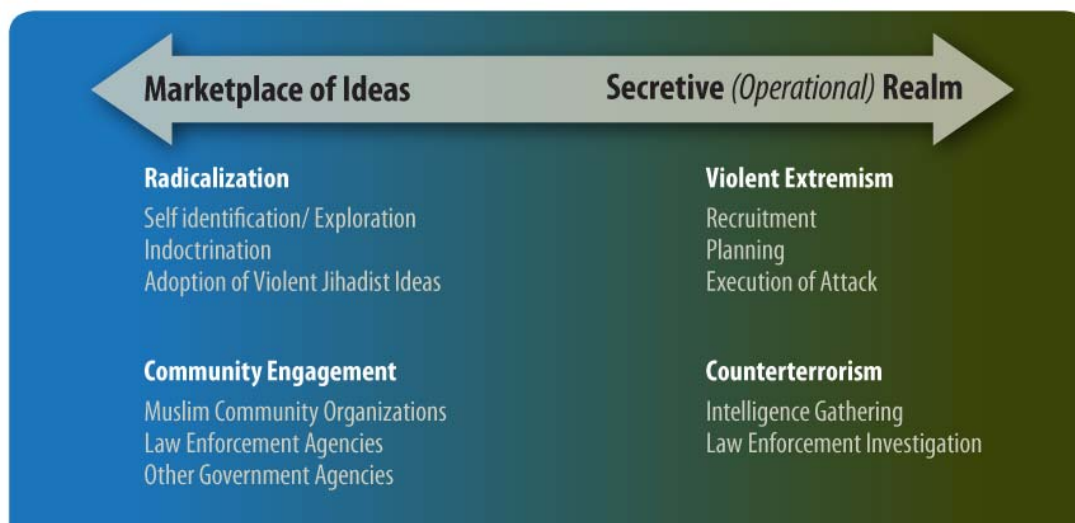 Marketplace of Ideas
Secretive (Operational) Realm
Radicalization
Self identification/ Exploration
Indoctrination
Adoption of Violent Jihadist Ideas
Violent Extremism
Recruitment
Planning
Execution of Attack
Community Engagement
Muslim Community Organizations
Law Enforcement Agencies
Other Government Agencies
Counterterrorism
Intelligence Gathering
Law Enforcement Investigation